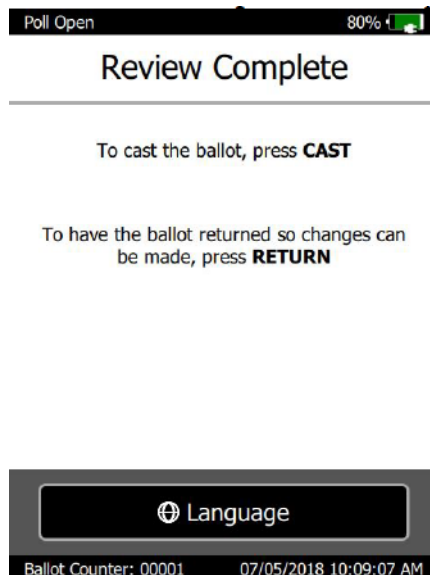 Poll Open 80%
Review Complete
To cast the ballot, press CAST
To have the ballot returned so changes can
be made, press RETURN
Language
Ballot Counter: 00001 07/05/2018 10:09:07 AM